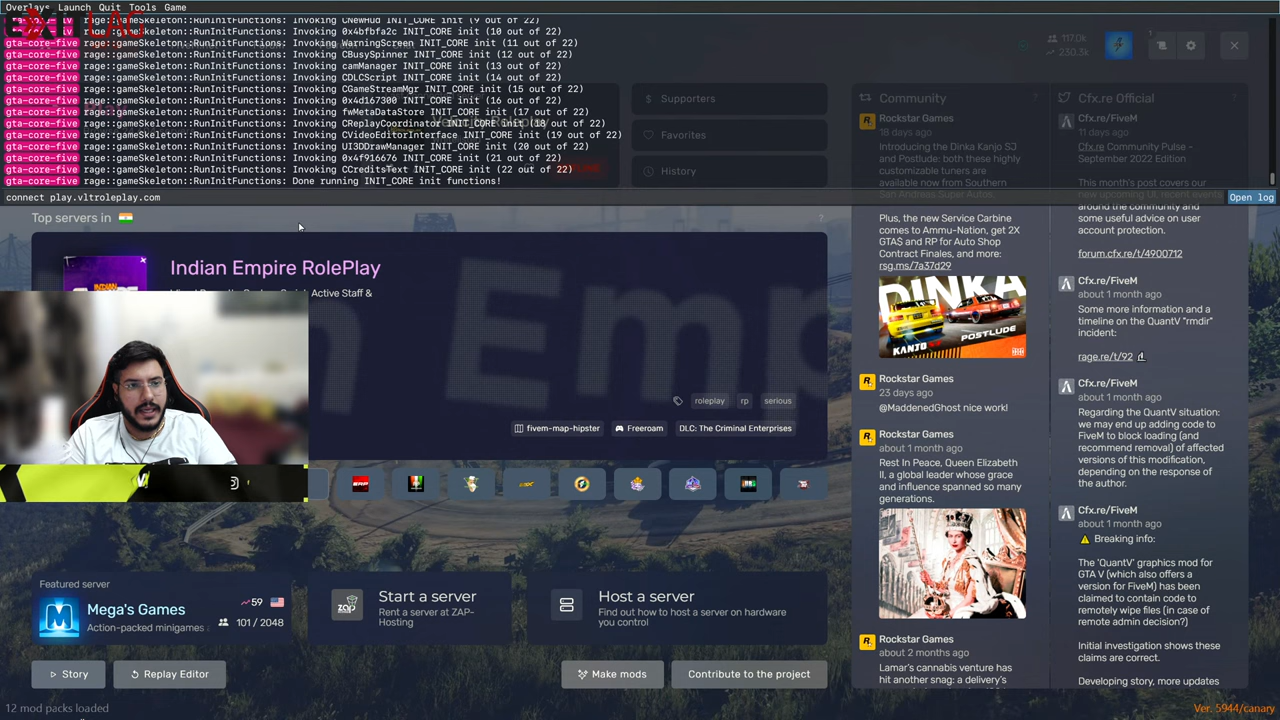 Overlays Launch Quit Tools Game
EXITLAG
gta-core-five rage::gameSkeleton::RunInitFunctions: Invoking CNewHud INIT_CORE init (9 out of 22)
gta-core-five rage::gameSkeleton::RunInitFunctions: Invoking 0x4bfbfa2c INIT_CORE init (10 out of 22)
gta-core-five rage::gameSkeleton::RunInitFunctions: Invoking WarningScreen INIT_CORE init (11 out of 22)
gta-core-five rage::gameSkeleton::RunInitFunctions: Invoking CBusySpinner INIT_CORE init (12 out of 22)
gta-core-five rage::gameSkeleton::RunInitFunctions: Invoking camManager INIT_CORE init (13 out of 22)
gta-core-five rage::gameSkeleton::RunInitFunctions: Invoking CDLCScript INIT_CORE init (14 out of 22)
gta-core-five rage::gameSkeleton::RunInitFunctions: Invoking CGameStreamMgr INIT_CORE init (15 out of 22)
gta-core-five rage::gameSkeleton::RunInitFunctions: Invoking 0x4d167300 INIT_CORE init (16 out of 22)
gta-core-five rage::gameSkeleton::RunInitFunctions: Invoking fwMetaDataStore INIT_CORE init (17 out of 22)
gta-core-five rage::gameSkeleton::RunInitFunctions: Invoking CReplayCoordinator INIT_CORE init (18 out of 22)
gta-core-five rage::gameSkeleton::RunInitFunctions: Invoking CVideoEditorInterface INIT_CORE init (19 out of 22)
gta-core-five rage::gameSkeleton::RunInitFunctions: Invoking UI3DDrawManager INIT_CORE init (20 out of 22)
gta-core-five rage::gameSkeleton::RunInitFunctions: Invoking 0x4f916676 INIT_CORE init (21 out of 22)
gta-core-five rage::gameSkeleton::RunInitFunctions: Invoking CCreditsText INIT_CORE init (22 out of 22)
gta-core-five rage::gameSkeleton::RunInitFunctions: Done running INIT_CORE init functions!
connect play.vltroleplay.com
Open log
117.0k
230.3k
1
Supporters
Favorites
History
Top servers in
?
Indian Empire RolePlay
Active Staff &
n Emp
roleplay rp serious
fivem-map-hipster Freeroam DLC: The Criminal Enterprises
Featured server
Mega's Games
Action-packed minigames
59
101 / 2048
Start a server
Rent a server at ZAP-
Hosting
Host a server
Find out how to host a server on hardware
you control
Story
Replay Editor
Make mods
Contribute to the project
12 mod packs loaded
Community
?
Rockstar Games
18 days ago
Introducing the Dinka Kanjo
SJ and Postlude: both these highly
customizable tuners are
available now from Southern
San Andreas Super Autos
Plus, the new Service Carbine
comes to Ammu-Nation, get 2X
GTA$ and RP for Auto Shop
Contract Finales, and more:
rsg.ms/7a37d29
DINKA
KANJO
POSTLUDE
Rockstar Games
23 days ago
@MaddenedGhost nice work!
Rockstar Games
about 1 month ago
Rest In Peace, Queen Elizabeth
II, a global leader whose grace
and influence spanned so many
generations.
Rockstar Games
about 2 months ago
Lamar's cannabis venture has
hit another snag: a delivery's
Cfx.re Official
?
Cfx.re/FiveM
11 days ago
Cfx.re Community Pulse -
September 2022 Edition
This month's post covers our
around the community and
some useful advice on user
account protection.
forum.cfx.re/t/4900712
Cfx.re/FiveM
about 1 month ago
Some more information and a
timeline on the QuantV "rmdir"
incident:
rage.re/t/92
Cfx.re/FiveM
about 1 month ago
Regarding the QuantV situation:
we may end up adding code to
FiveM to block loading (and
recommend removal) of affected
versions of this modification,
depending on the response of
the author.
Cfx.re/FiveM
about 1 month ago
Breaking info:
The 'QuantV' graphics mod for
GTA V (which also offers a
version for FiveM) has been
claimed to contain code to
remotely wipe files (in case of
remote admin decision?)
Initial investigation shows these
claims are correct.
Developing story, more updates
Ver. 5944/canary